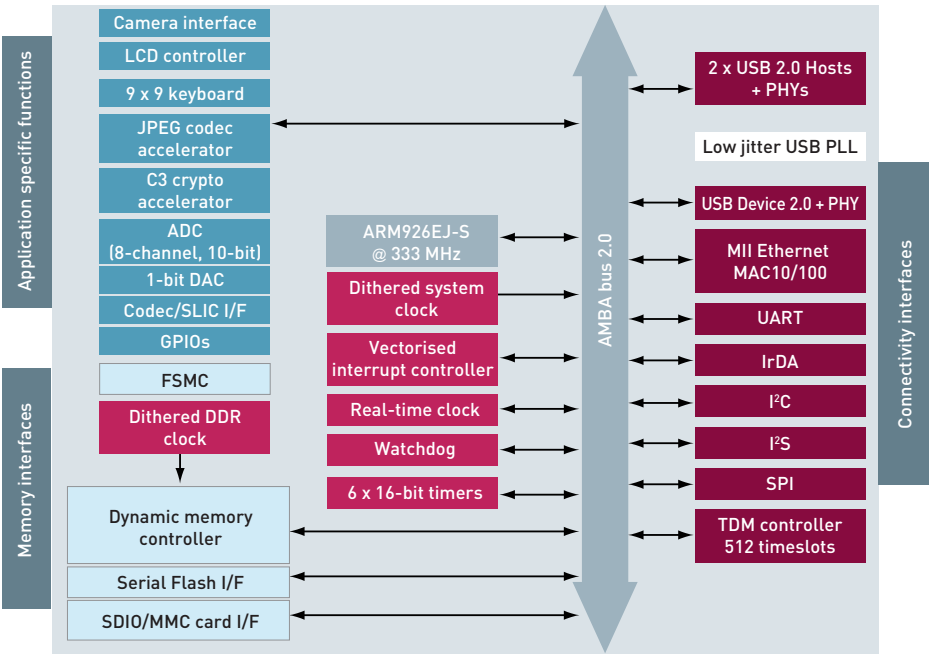 Application specific functions
Memory interfaces
Camera interface
LCD controller
9 x 9 keyboard
JPEG codec
accelerator
C3 crypto
accelerator
ADC
(8-channel, 10-bit)
1-bit DAC
Codec/SLIC I/F
GPIOs
FSMC
Dithered DDR
clock
Dynamic memory
controller
Serial Flash I/F
SDIO/MMC card I/F
ARM926EJ-S
@ 333 MHz
Dithered system
clock
Vectorised
interrupt controller
Real-time clock
Watchdog
6 x 16-bit timers
AMBA bus 2.0
2 x USB 2.0 Hosts
+ PHYs
Low jitter USB PLL
USB Device 2.0 + PHY
MII Ethernet
MAC10/100
UART
IrDA
I²C
I²S
SPI
TDM controller
512 timeslots
Connectivity interfaces